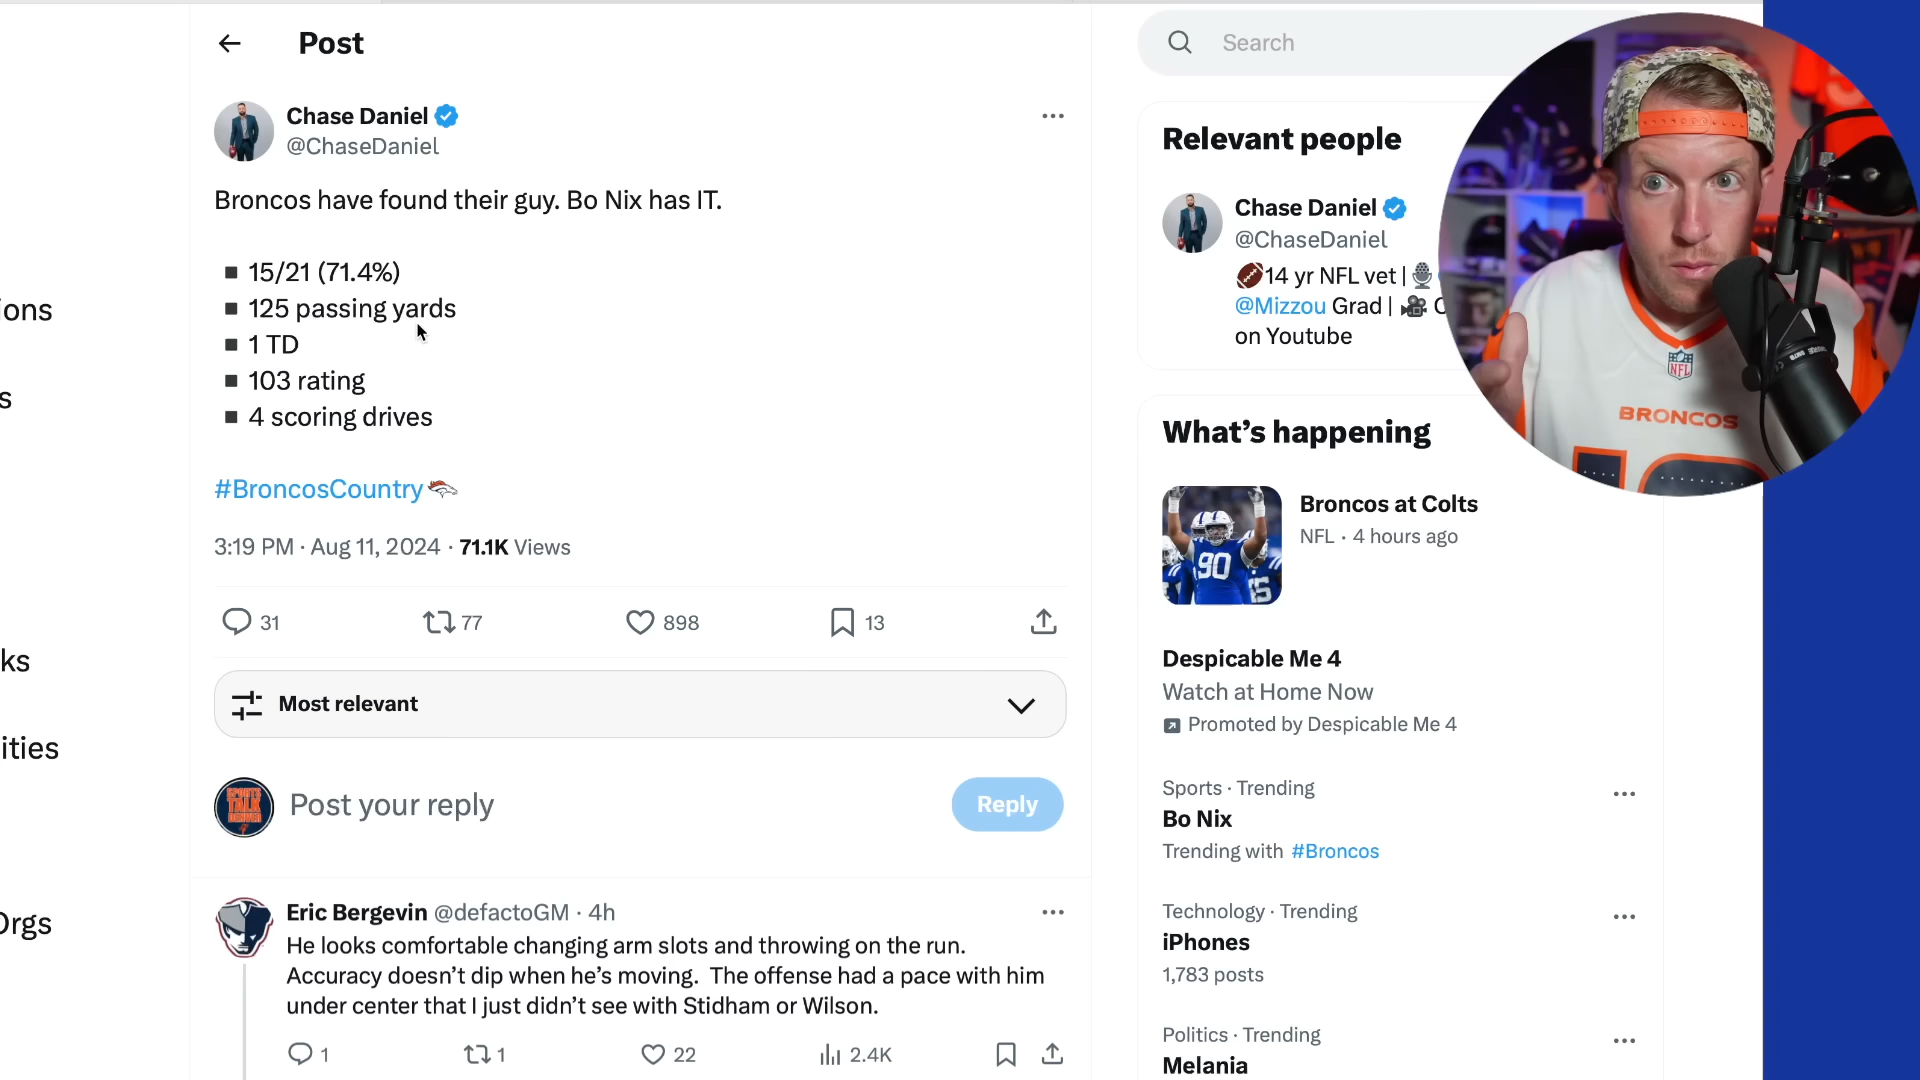 Post
Search
Chase Daniel
@ChaseDaniel
Broncos have found their guy. Bo Nix has IT.
15/21 (71.4%)
125 passing yards
1 TD
103 rating
4 scoring drives
#BroncosCountry
3:19 PM · Aug 11, 2024 · 71.1K Views
31
77
898
13
Most relevant
Post your reply
Reply
SPORTS
TALK
DENVER
Eric Bergevin @defactoGM · 4h
He looks comfortable changing arm slots and throwing on the run.
Accuracy doesn't dip when he's moving. The offense had a pace with him
under center that I just didn't see with Stidham or Wilson.
1
1
22
2.4K
ions
s
ks
ities
Orgs
Relevant people
Chase Daniel
@ChaseDaniel
14 yr NFL vet |
@Mizzou Grad |
on Youtube
What's happening
Broncos at Colts
NFL · 4 hours ago
90
Despicable Me 4
Watch at Home Now
Promoted by Despicable Me 4
Sports · Trending
Bo Nix
Trending with #Broncos
Technology · Trending
iPhones
1,783 posts
Politics · Trending
Melania
NFL
BRONCOS